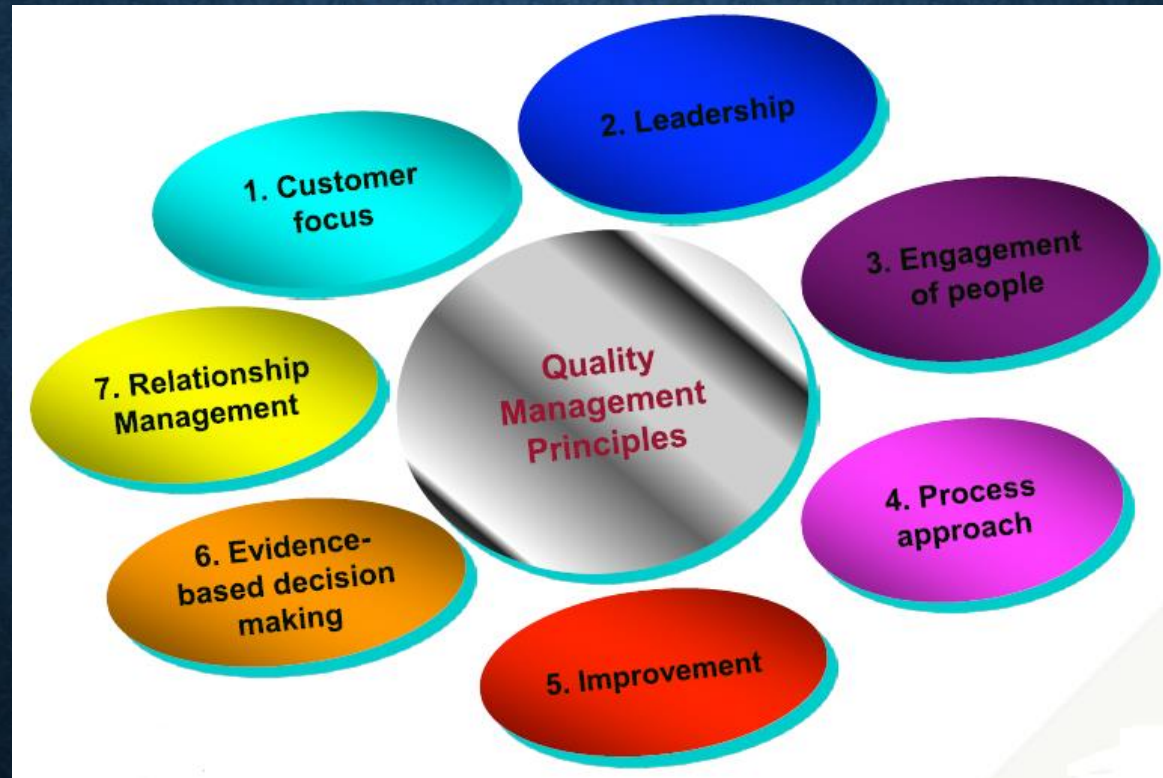 1. Customer
focus
2. Leadership
3. Engagement
of people
4. Process
approach
5. Improvement
6. Evidence-
based decision
making
7. Relationship
Management
Quality
Management
Principles